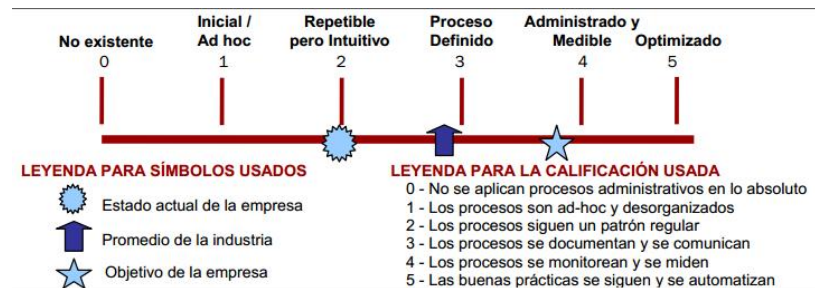 Inicial / Ad hoc
Repetible pero Intuitivo
Proceso Definido
Administrado y Medible
No existente
Optimizado
0 1 2 3 4 5
LEYENDA PARA SÍMBOLOS USADOS
Estado actual de la empresa
Promedio de la industria
Objetivo de la empresa
LEYENDA PARA LA CALIFICACIÓN USADA
0 - No se aplican procesos administrativos en lo absoluto
1 - Los procesos son ad-hoc y desorganizados
2 - Los procesos siguen un patrón regular
3 - Los procesos se documentan y se comunican
4 - Los procesos se monitorean y se miden
5 - Las buenas prácticas se siguen y se automatizan